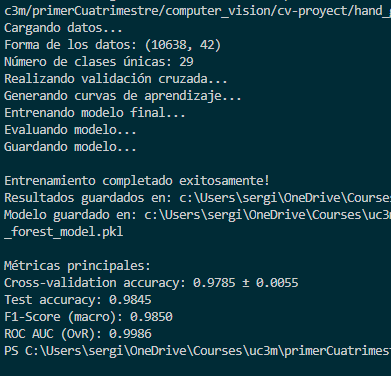 c3m/primerCuatrimestre/computer_vision/cv-proyect/hand_
Cargando datos...
Forma de los datos: (10638, 42)
Número de clases únicas: 29
Realizando validación cruzada...
Generando curvas de aprendizaje...
Entrenando modelo final...
Evaluando modelo...
Guardando modelo...
Entrenamiento completado exitosamente!
Resultados guardados en: c:\Users\sergi\OneDrive\Courses
Modelo guardado en: c:\Users\sergi\OneDrive\Courses\uc3m
_forest_model.pkl
Métricas principales:
Cross-validation accuracy: 0.9785 ± 0.0055
Test accuracy: 0.9845
F1-Score (macro): 0.9850
ROC AUC (OvR): 0.9986
PS C:\Users\sergi\OneDrive\Courses\uc3m\primerCuatrimest